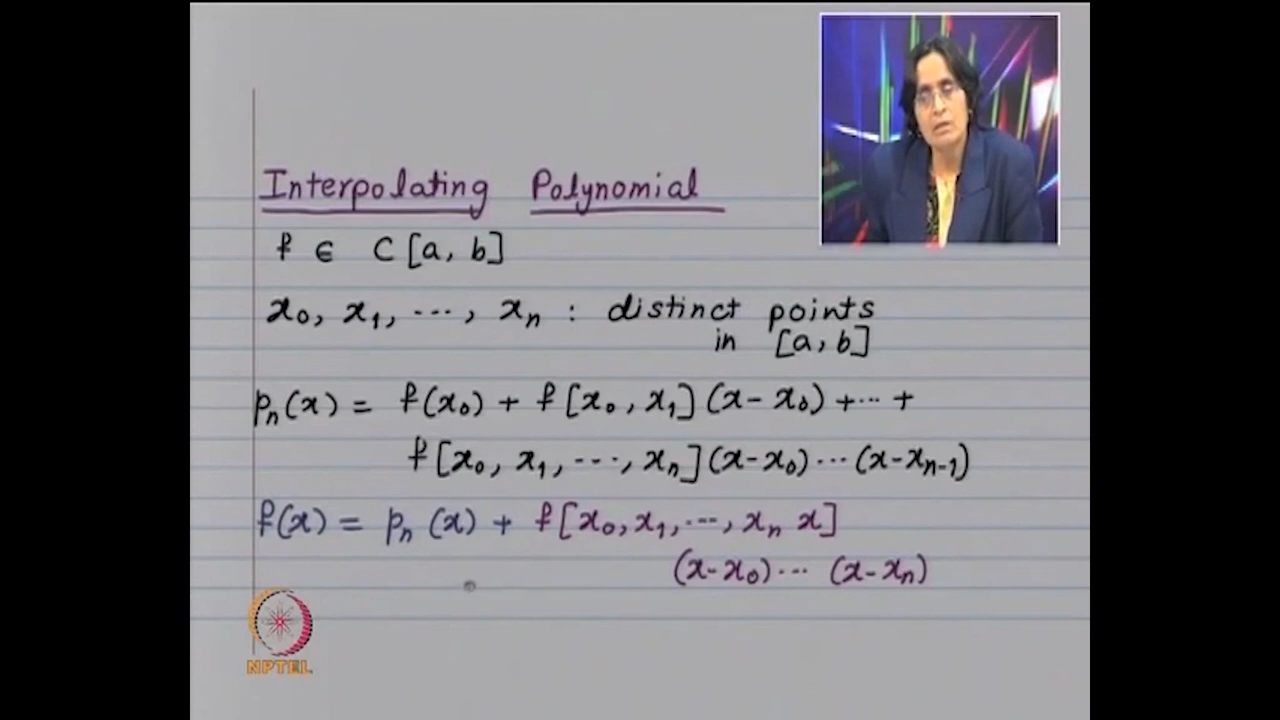 Interpolating Polynomial
f ∈ C [a, b]
x₀, x₁, ⋯, xₙ : distinct points
in [a, b]
pₙ(x) = f(x₀) + f[x₀, x₁](x-x₀) + ⋯ +
f[x₀, x₁, ⋯, xₙ](x-x₀) ⋯ (x-xₙ₋₁)
f(x) = pₙ(x) + f[x₀, x₁, ⋯, xₙ x]
(x-x₀) ⋯ (x-xₙ)
NPTEL